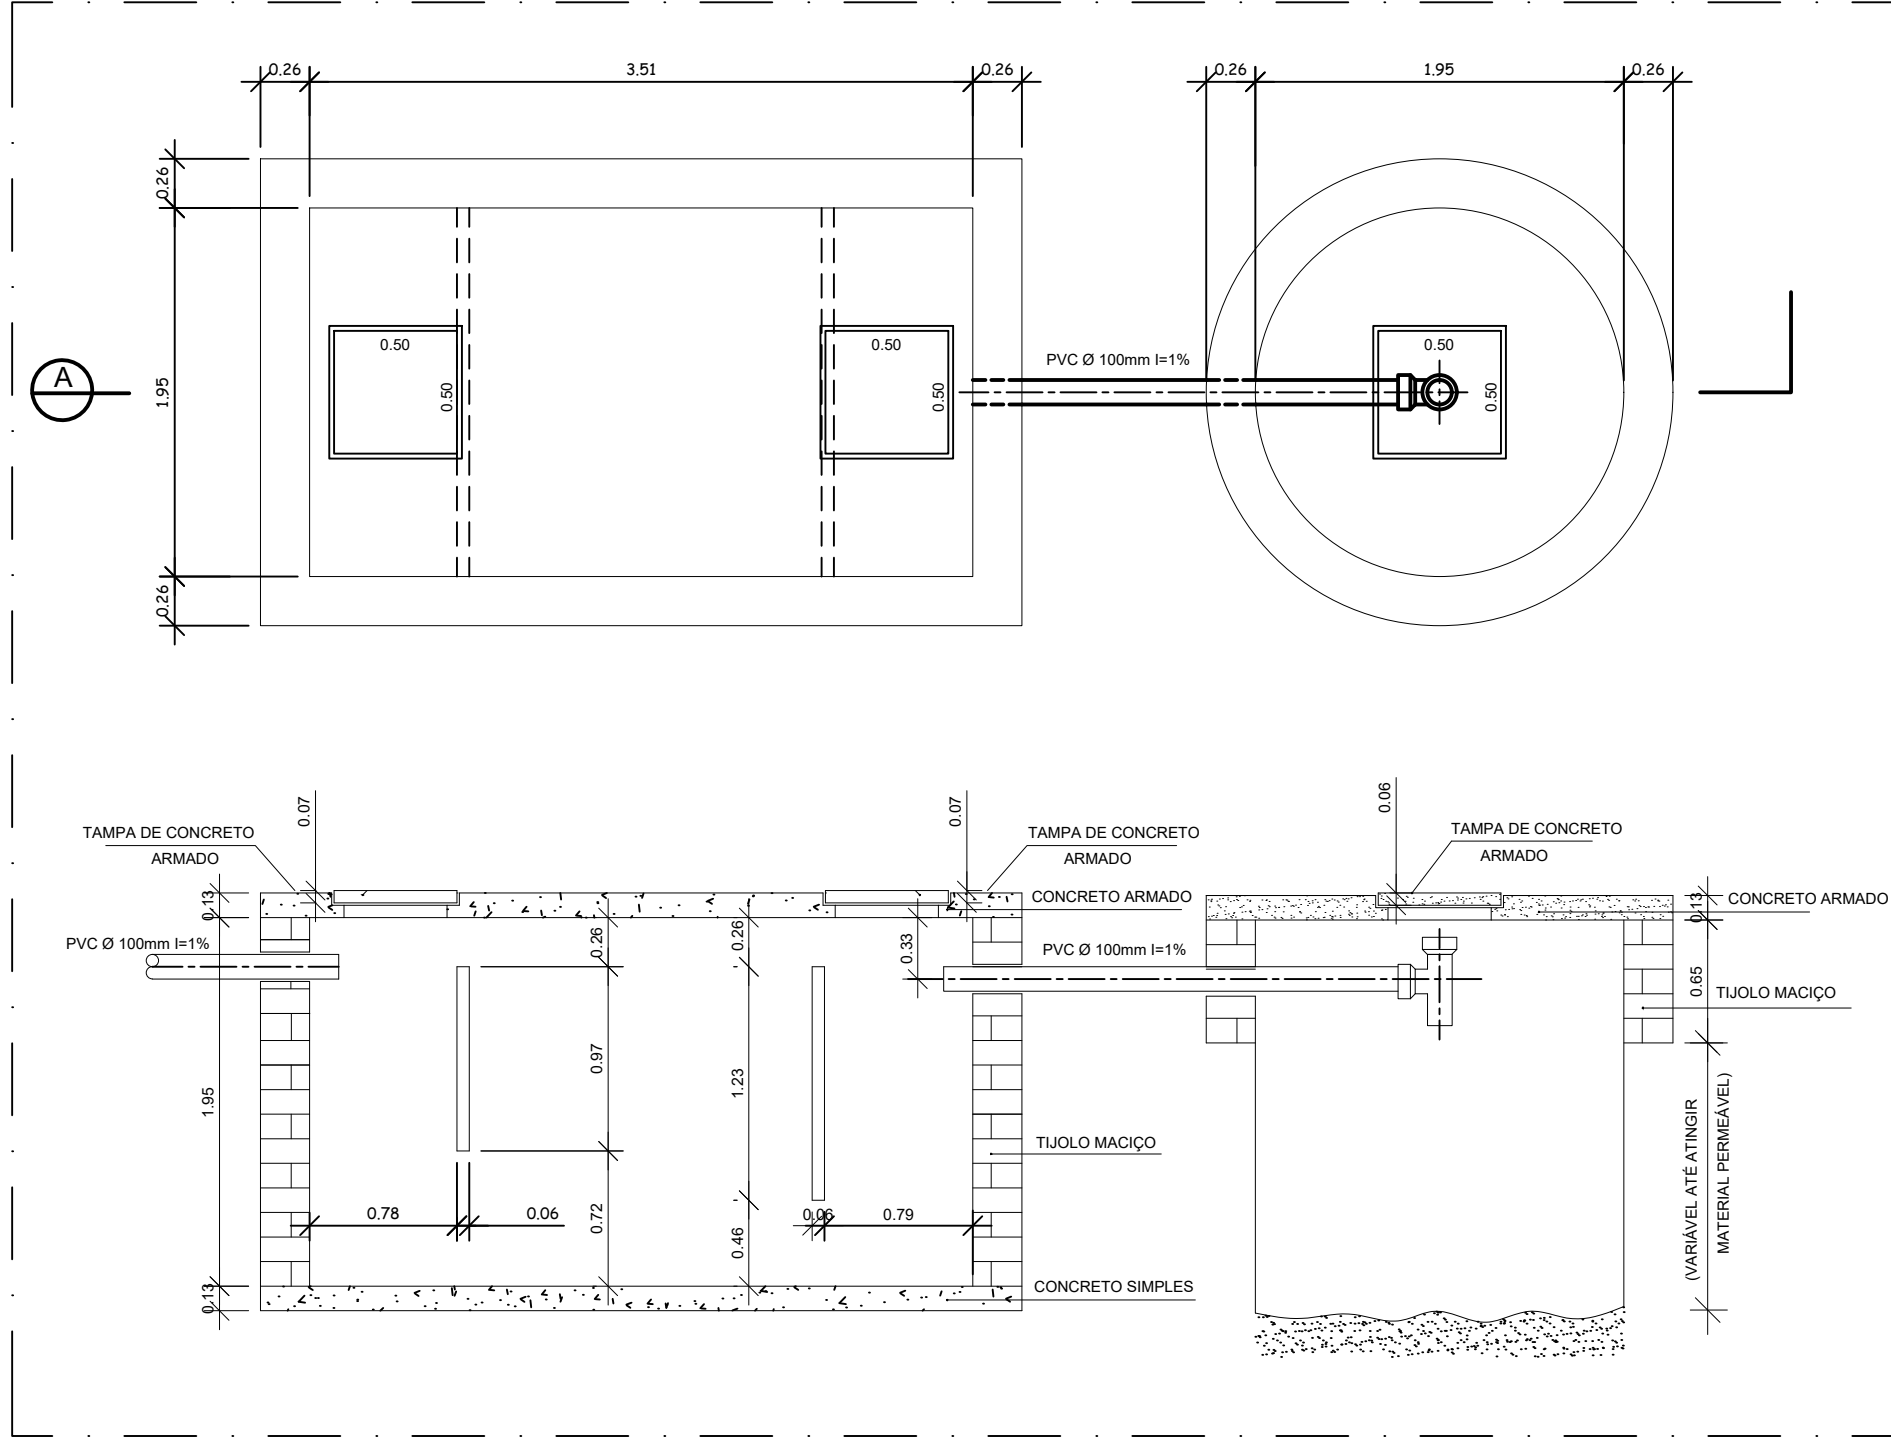 0.26
3.51
0.26
0.26
1.95
0.26
0.26
0.50
0.50
0.50
PVC Ø 100mm I=1%
A
1.95
0.50
0.50
0.50
0.26
0.07
0.07
0.06
TAMPA DE CONCRETO
ARMADO
TAMPA DE CONCRETO
ARMADO
TAMPA DE CONCRETO
ARMADO
0.13
CONCRETO ARMADO
0.13
CONCRETO ARMADO
PVC Ø 100mm I=1%
0.26
0.26
0.33
PVC Ø 100mm I=1%
0.65
TIJOLO MACIÇO
1.95
0.97
1.23
TIJOLO MACIÇO
(VARIÁVEL ATÉ ATINGIR
MATERIAL PERMEÁVEL)
0.78
0.06
0.72
0.06
0.79
0.46
0.13
CONCRETO SIMPLES